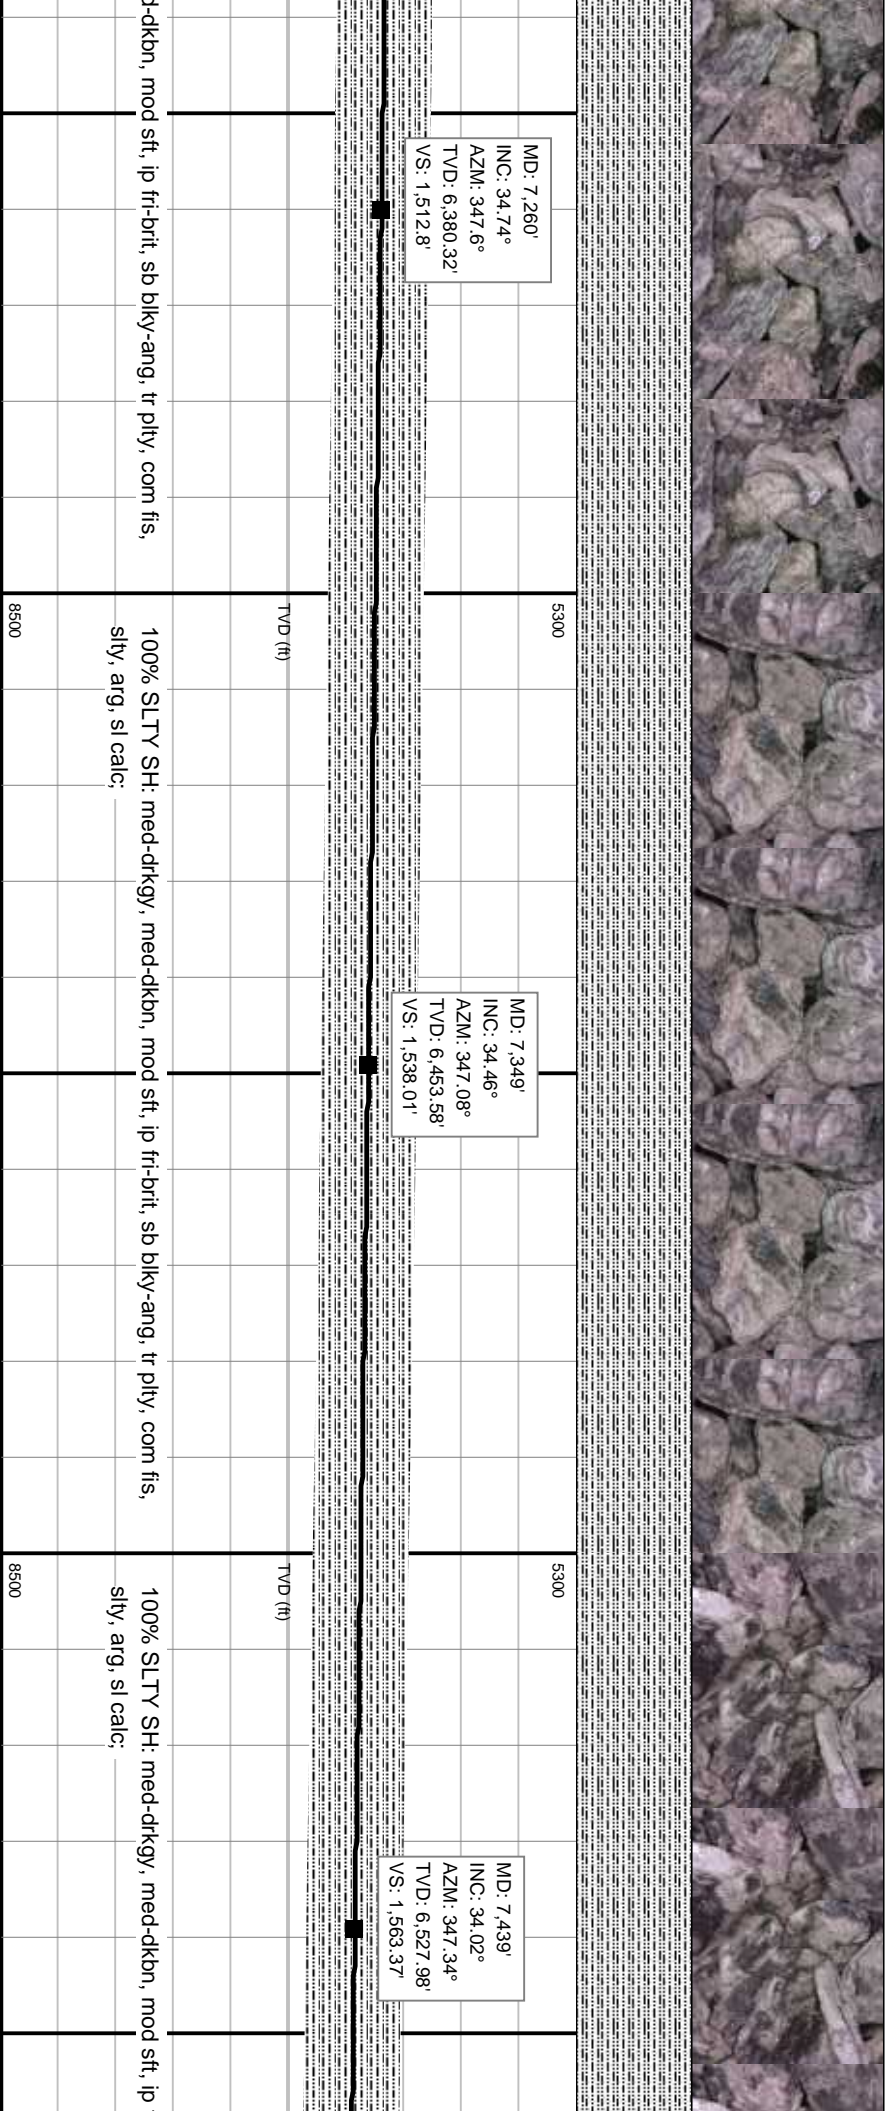 d-dkbn, mod sft, ip fri-brit, sb blky-ang, tr plty, com fis,
MD: 7,260'
INC: 34.74°
AZM: 347.6°
TVD: 6,380.32'
VS: 1,512.8'
5300
TVD (ft)
8500
100% SLTY SH: med-drkgy, med-dkbn, mod sft, ip fri-brit, sb blky-ang, tr plty, com fis,
slty, arg, sl calc;
MD: 7,349'
INC: 34.46°
AZM: 347.08°
TVD: 6,453.58'
VS: 1,538.01'
5300
TVD (ft)
8500
100% SLTY SH: med-drkgy, med-dkbn, mod sft, ip
slty, arg, sl calc;
MD: 7,439'
INC: 34.02°
AZM: 347.34°
TVD: 6,527.98'
VS: 1,563.37'